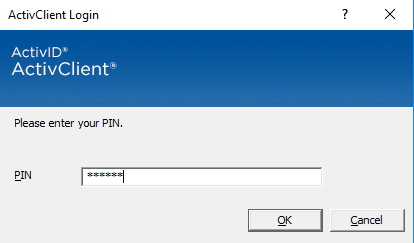 ActivClient Login ? ×
ActivID®
ActivClient®
Please enter your PIN.
PIN ******
OK Cancel